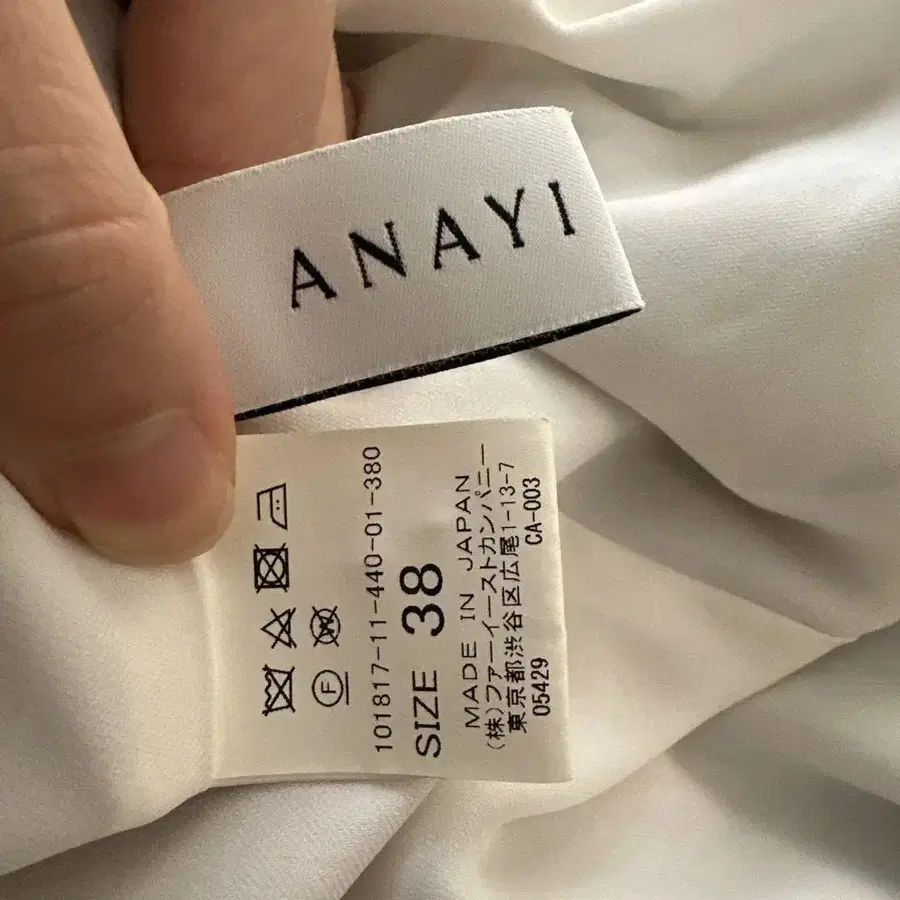 ANAYI
101817-11-440-01-380
SIZE 38
MADE IN JAPAN
(株)ファーイーストカンパニー
東京都渋谷区広尾1-13-7
05429 CA-003
F
W